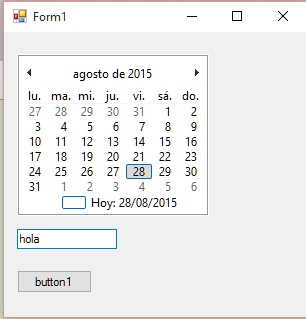 Form1
agosto de 2015
lu. ma. mi. ju. vi. sá. do.
27 28 29 30 31 1 2
3 4 5 6 7 8 9
10 11 12 13 14 15 16
17 18 19 20 21 22 23
24 25 26 27 28 29 30
31 1 2 3 4 5 6
Hoy: 28/08/2015
hola
button1